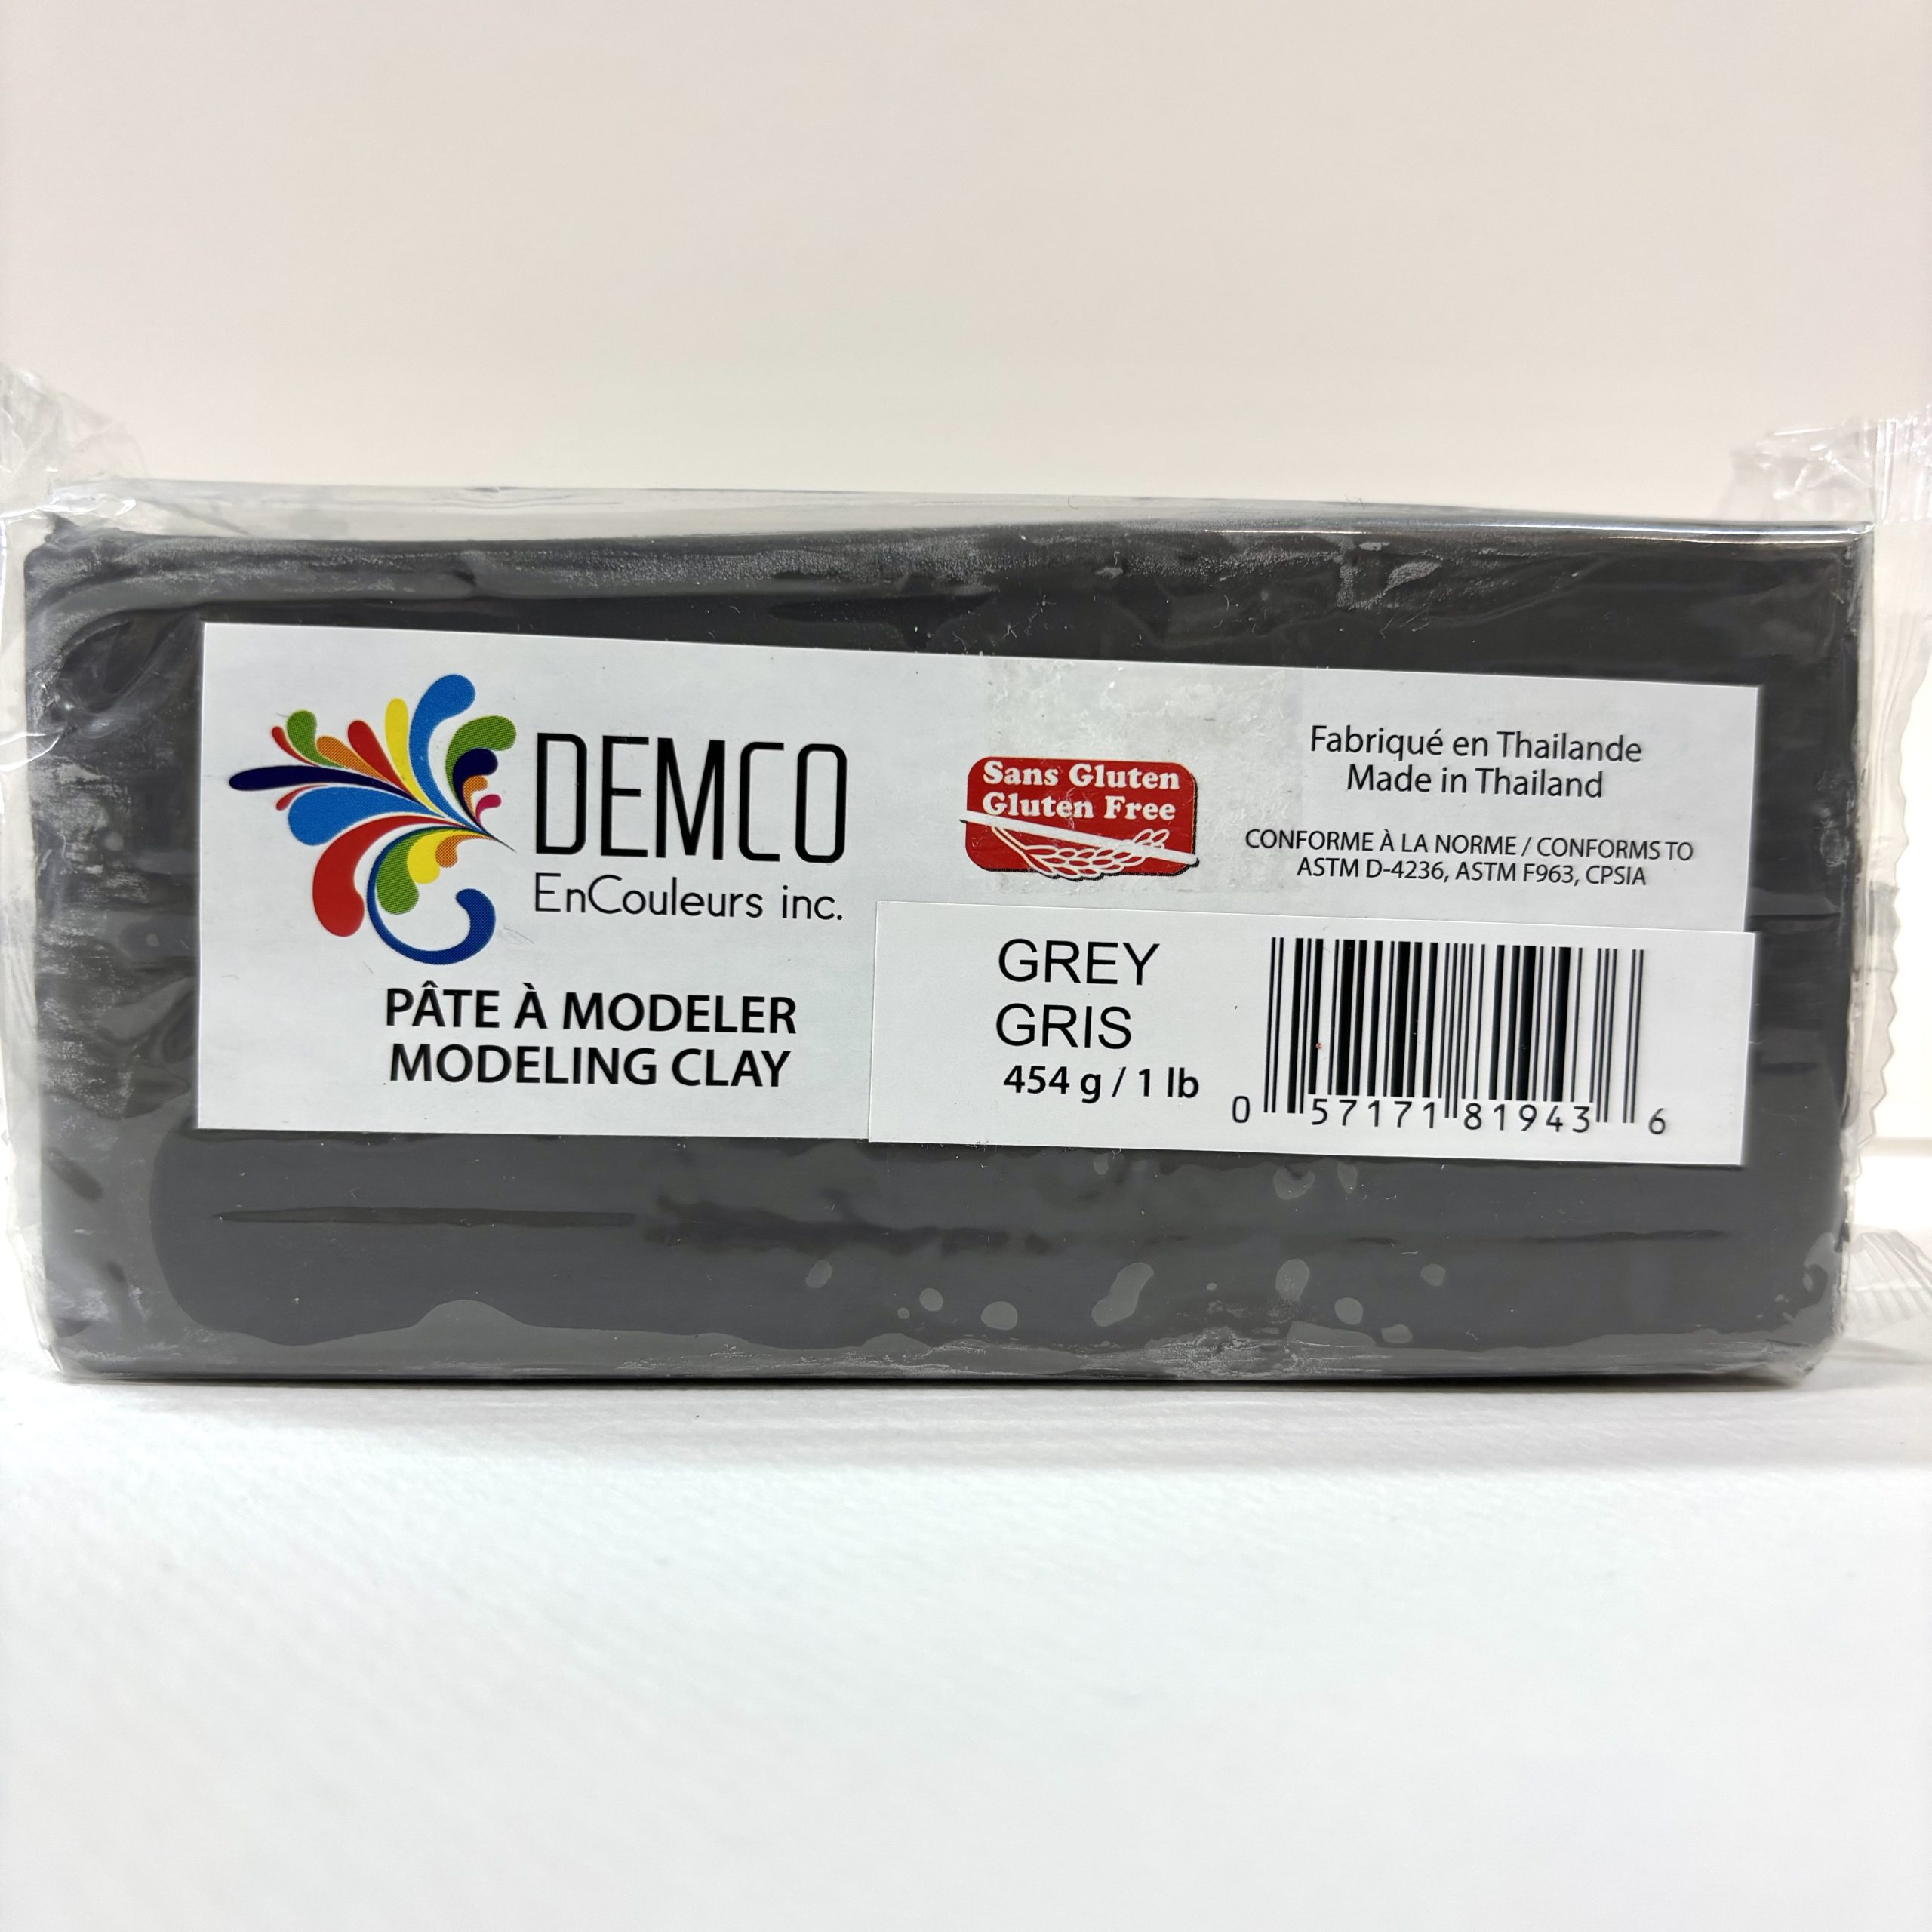 DEMCO
EnCouleurs inc.
PÂTE À MODELER
MODELING CLAY
Sans Gluten
Gluten Free
Fabriqué en Thailande
Made in Thailand
CONFORME À LA NORME / CONFORMS TO
ASTM D-4236, ASTM F963, CPSIA
GREY
GRIS
454 g / 1 lb
0 57171 81943 6